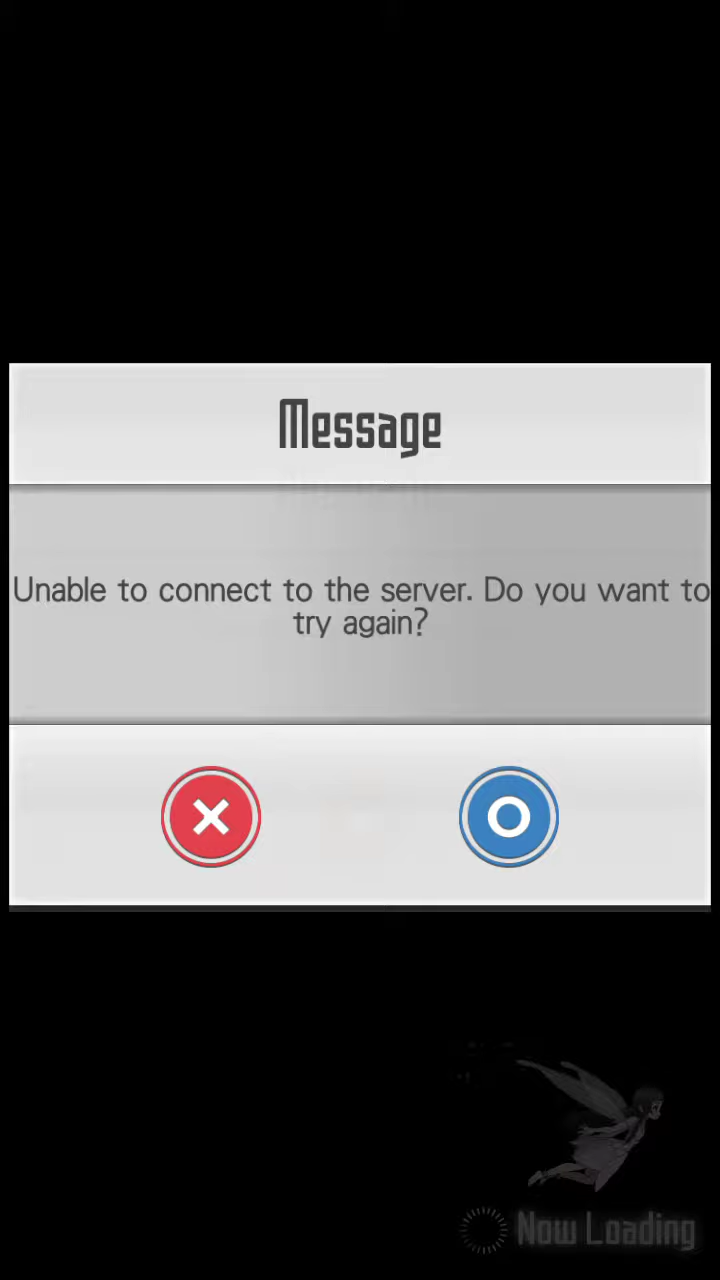 Message
Unable to connect to the server. Do you want to
try again?
Now Loading